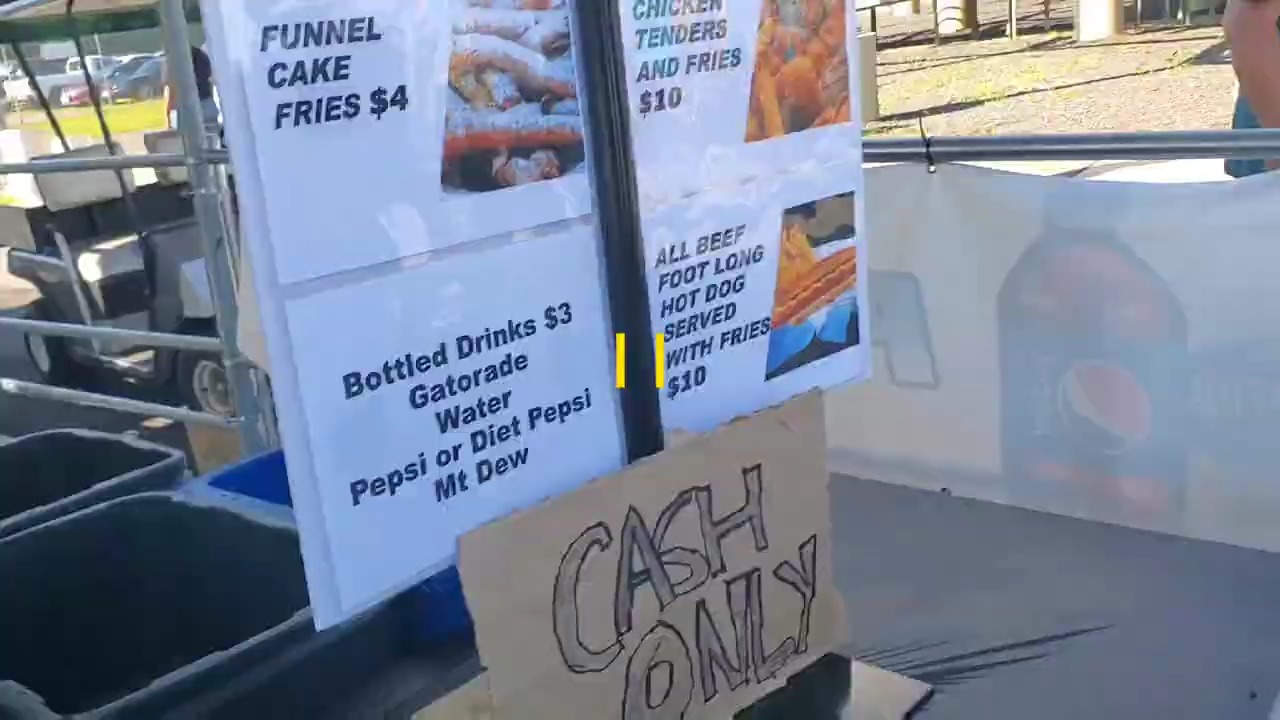 FUNNEL
CAKE
FRIES $4
Bottled Drinks $3
Gatorade
Water
Pepsi or Diet Pepsi
Mt Dew
CHICKEN
TENDERS
AND FRIES
$10
ALL BEEF
FOOT LONG
HOT DOG
SERVED
WITH FRIES
$10
CASH
ONLY